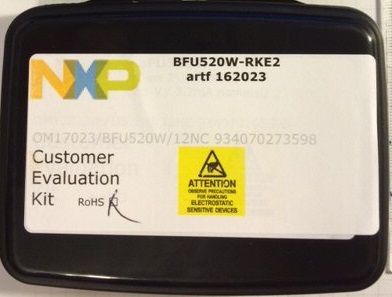 NXP
BFU520W-RKE2
artf 162023
OM17023/BFU520W/12NC 934070273598
Customer
Evaluation
Kit RoHS
ATTENTION
OBSERVE PRECAUTIONS
FOR HANDLING
ELECTROSTATIC
SENSITIVE DEVICES